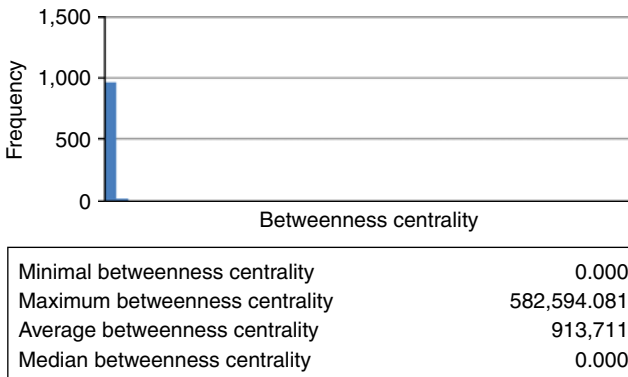 1,500
1,000
500
0
Frequency
Betweenness centrality
Minimal betweenness centrality 0.000
Maximum betweenness centrality 582,594.081
Average betweenness centrality 913,711
Median betweenness centrality 0.000